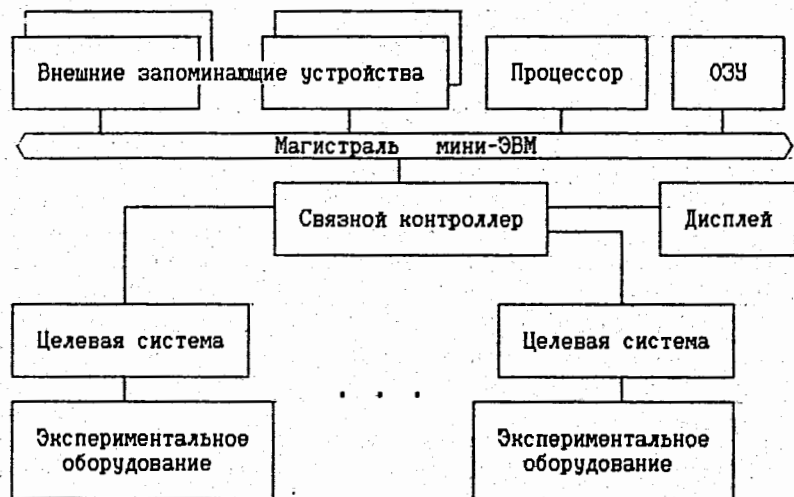 Внешние запоминающие устройства
Процессор
ОЗУ
Магистраль мини-ЭВМ
Связной контроллер
Дисплей
Целевая система
Целевая система
. . .
Экспериментальное
оборудование
Экспериментальное
оборудование